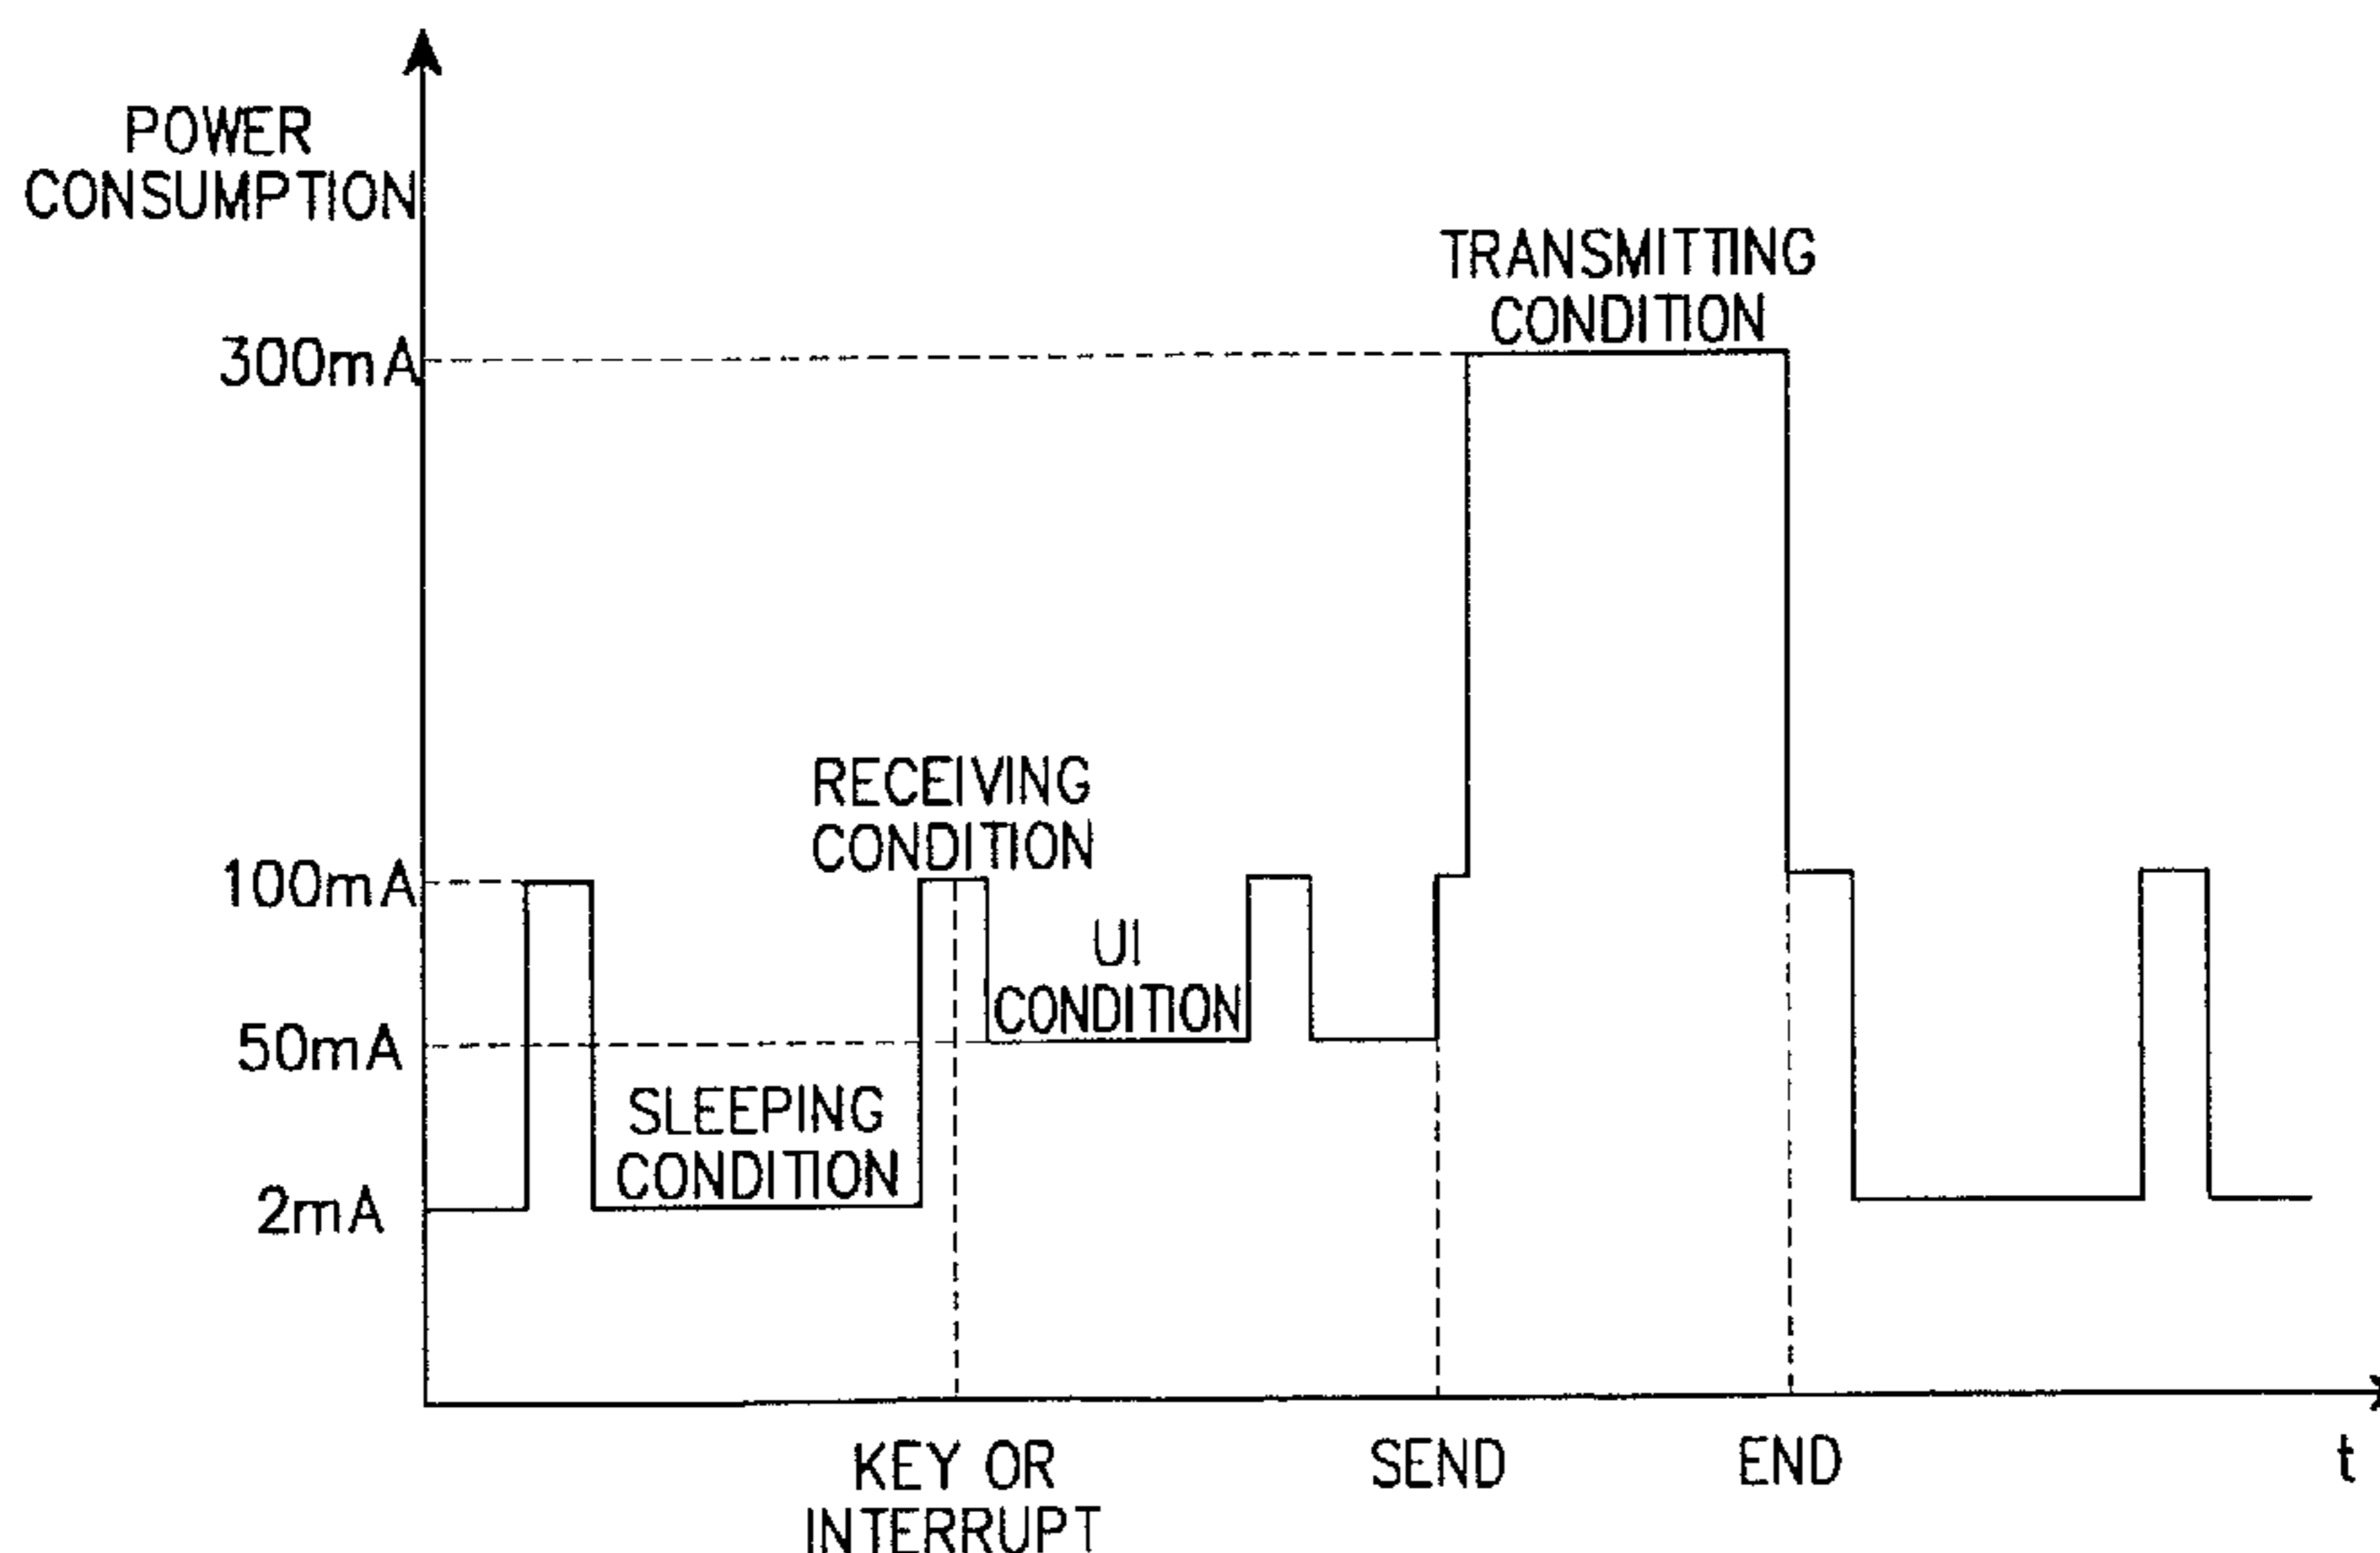 POWER
CONSUMPTION
300mA
100mA
50mA
2mA
TRANSMITTING
CONDITION
RECEIVING
CONDITION
UI
CONDITION
SLEEPING
CONDITION
KEY OR
INTERRUPT
SEND
END
t